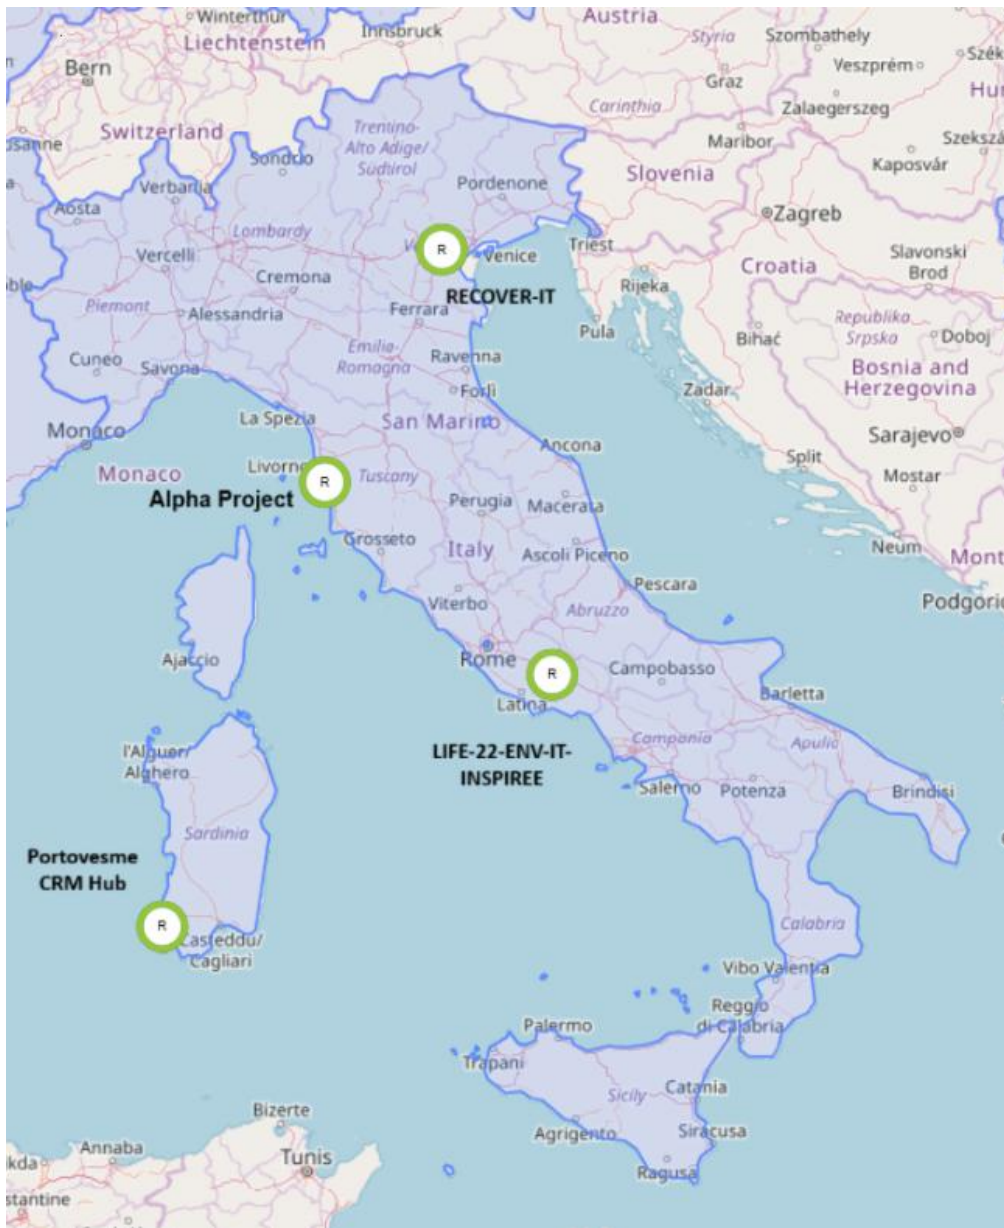 Winterthur
Liechtenstein
Innsbruck
Austria
Styria
Szombathely
Bern
Graz
Veszprém
Zalaegerszeg
Carinthia
Switzerland
Trentino-
Alto Adige/
Südtirol
Maribor
Kaposvár
Sondrio
Slovenia
Verbania
Pordenone
Aosta
Lombardy
Zagreb
R
Venice
Triest
Vercelli
Croatia
Slavonski
Brod
Cremona
Rijeka
RECOVER-IT
Piemont
Alessandria
Ferrara
Pula
Bihać
Republika
Srpska
Doboj
Emilia-
Romagna
Cuneo
Savona
Ravenna
Forlì
Bosnia and
Herzegovina
Zadar
La Spezia
San Marino
Monaco
Sarajevo
Ancona
Split
Monaco
Livorno
R
Tuscany
Mostar
Alpha Project
Perugia
Macerata
Grosseto
Italy
Ascoli Piceno
Neum
Viterbo
Pescara
Abruzzo
Ajaccio
Rome
R
Campobasso
Latina
Barletta
l'Alguer/
Alghero
LIFE-22-ENV-IT-
INSPIREE
Campania
Apulia
Salerno
Potenza
Brindisi
Sardinia
Portovesme
CRM Hub
R
Casteddu/
Cagliari
Calabria
Vibo Valentia
Reggio
di Calabria
Palermo
Trapani
Catania
Sicily
Bizerte
Agrigento
Siracusa
Annaba
Tunis
Ragusa